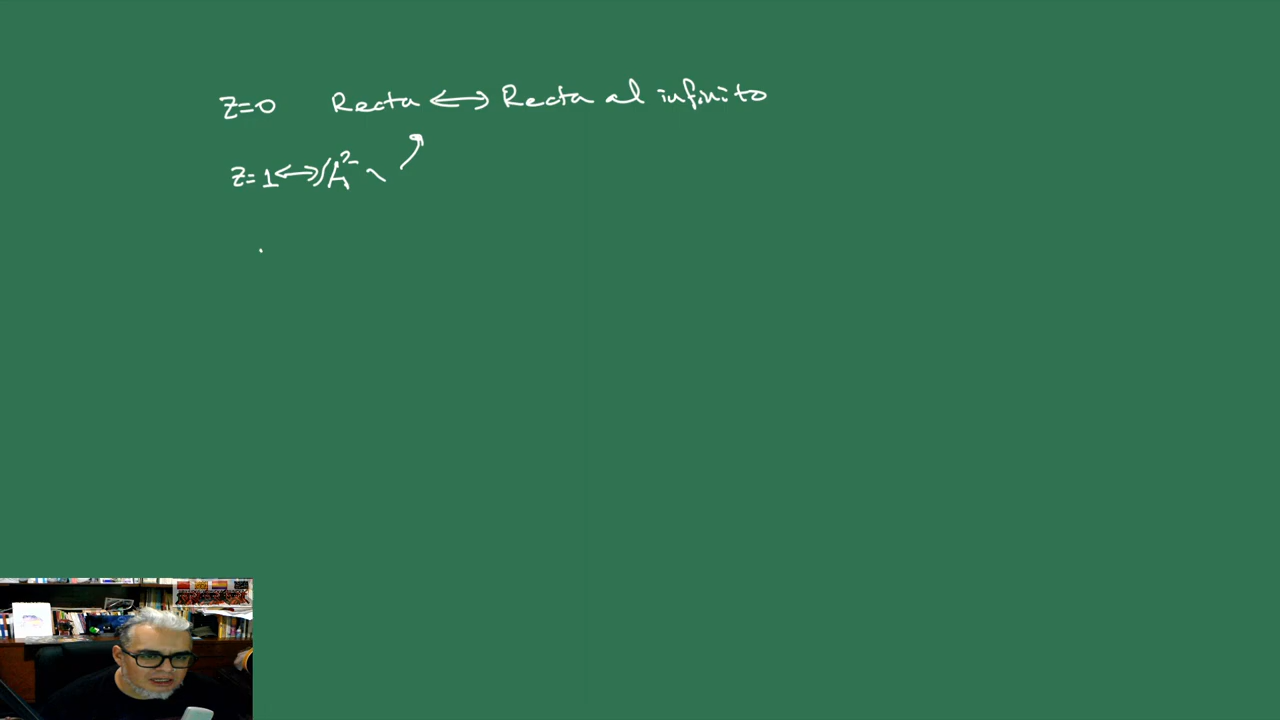 z=0 Recta ↔ Recta al infinito
z=1 ↔ A²